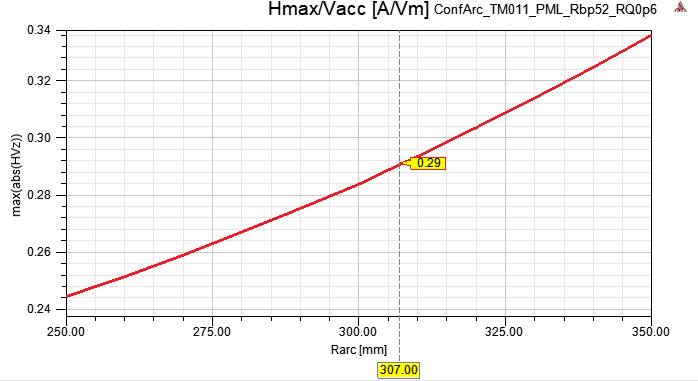 Hmax/Vacc [A/Vm] ConfArc_TM011_PML_Rbp52_RQ0p6
0.34
0.32
0.30
0.28
0.26
0.24
max(abs(HVz))
0.29
250.00 275.00 300.00 325.00 350.00
Rarc [mm]
307.00